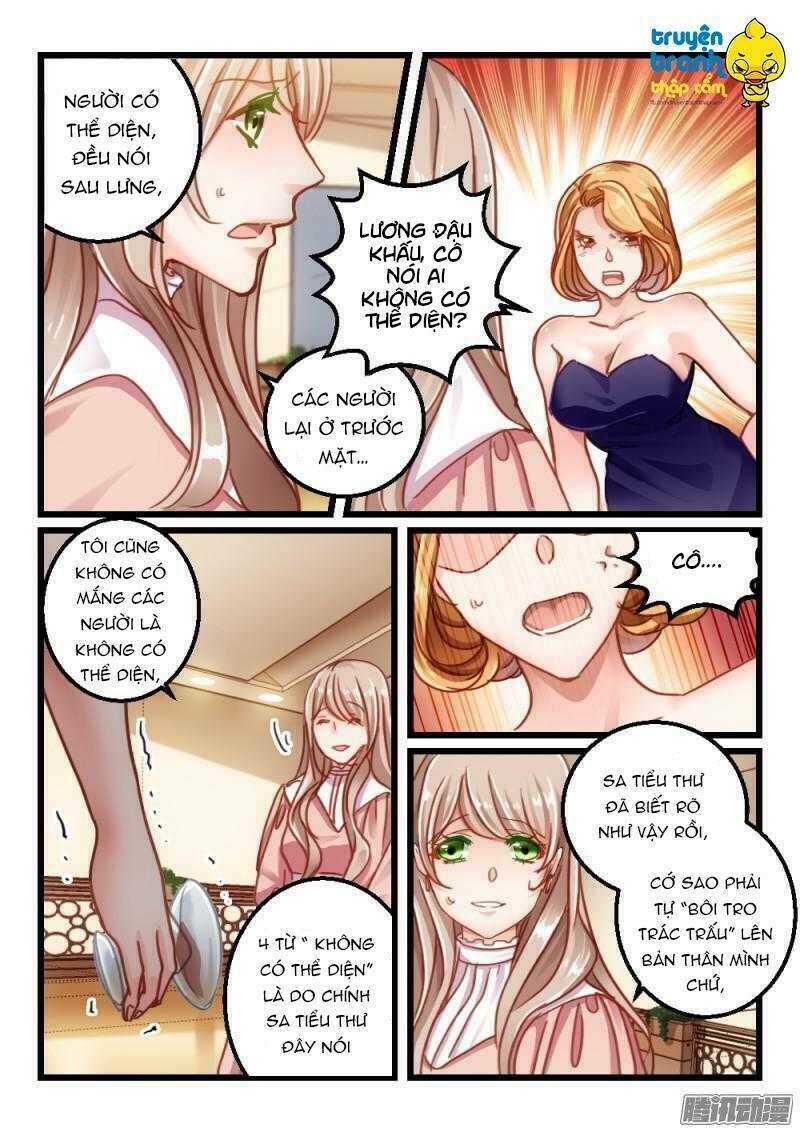 truyện
tranh
thập cẩm
NGƯỜI CÓ
THỂ DIỆN,
ĐỀU NÓI
SAU LƯNG,
LƯƠNG ĐẬU
KHẤU, CÔ
NÓI AI
KHÔNG CÓ
THỂ DIỆN?
CÁC NGƯỜI
LẠI Ở TRƯỚC
MẶT...
TÔI CŨNG
KHÔNG CÓ
MẮNG CÁC
NGƯỜI LÀ
KHÔNG CÓ
THỂ DIỆN,
4 TỪ " KHÔNG
CÓ THỂ DIỆN"
LÀ DO CHÍNH
SA TIỂU THƯ
ĐÂY NÓI
CÔ....
SA TIỂU THƯ
ĐÃ BIẾT RÕ
NHƯ VẬY RỒI,
CỚ SAO PHẢI
TỰ "BÔI TRO
TRÁC TRẤU" LÊN
BẢN THÂN MÌNH
CHỨ,
腾讯动漫